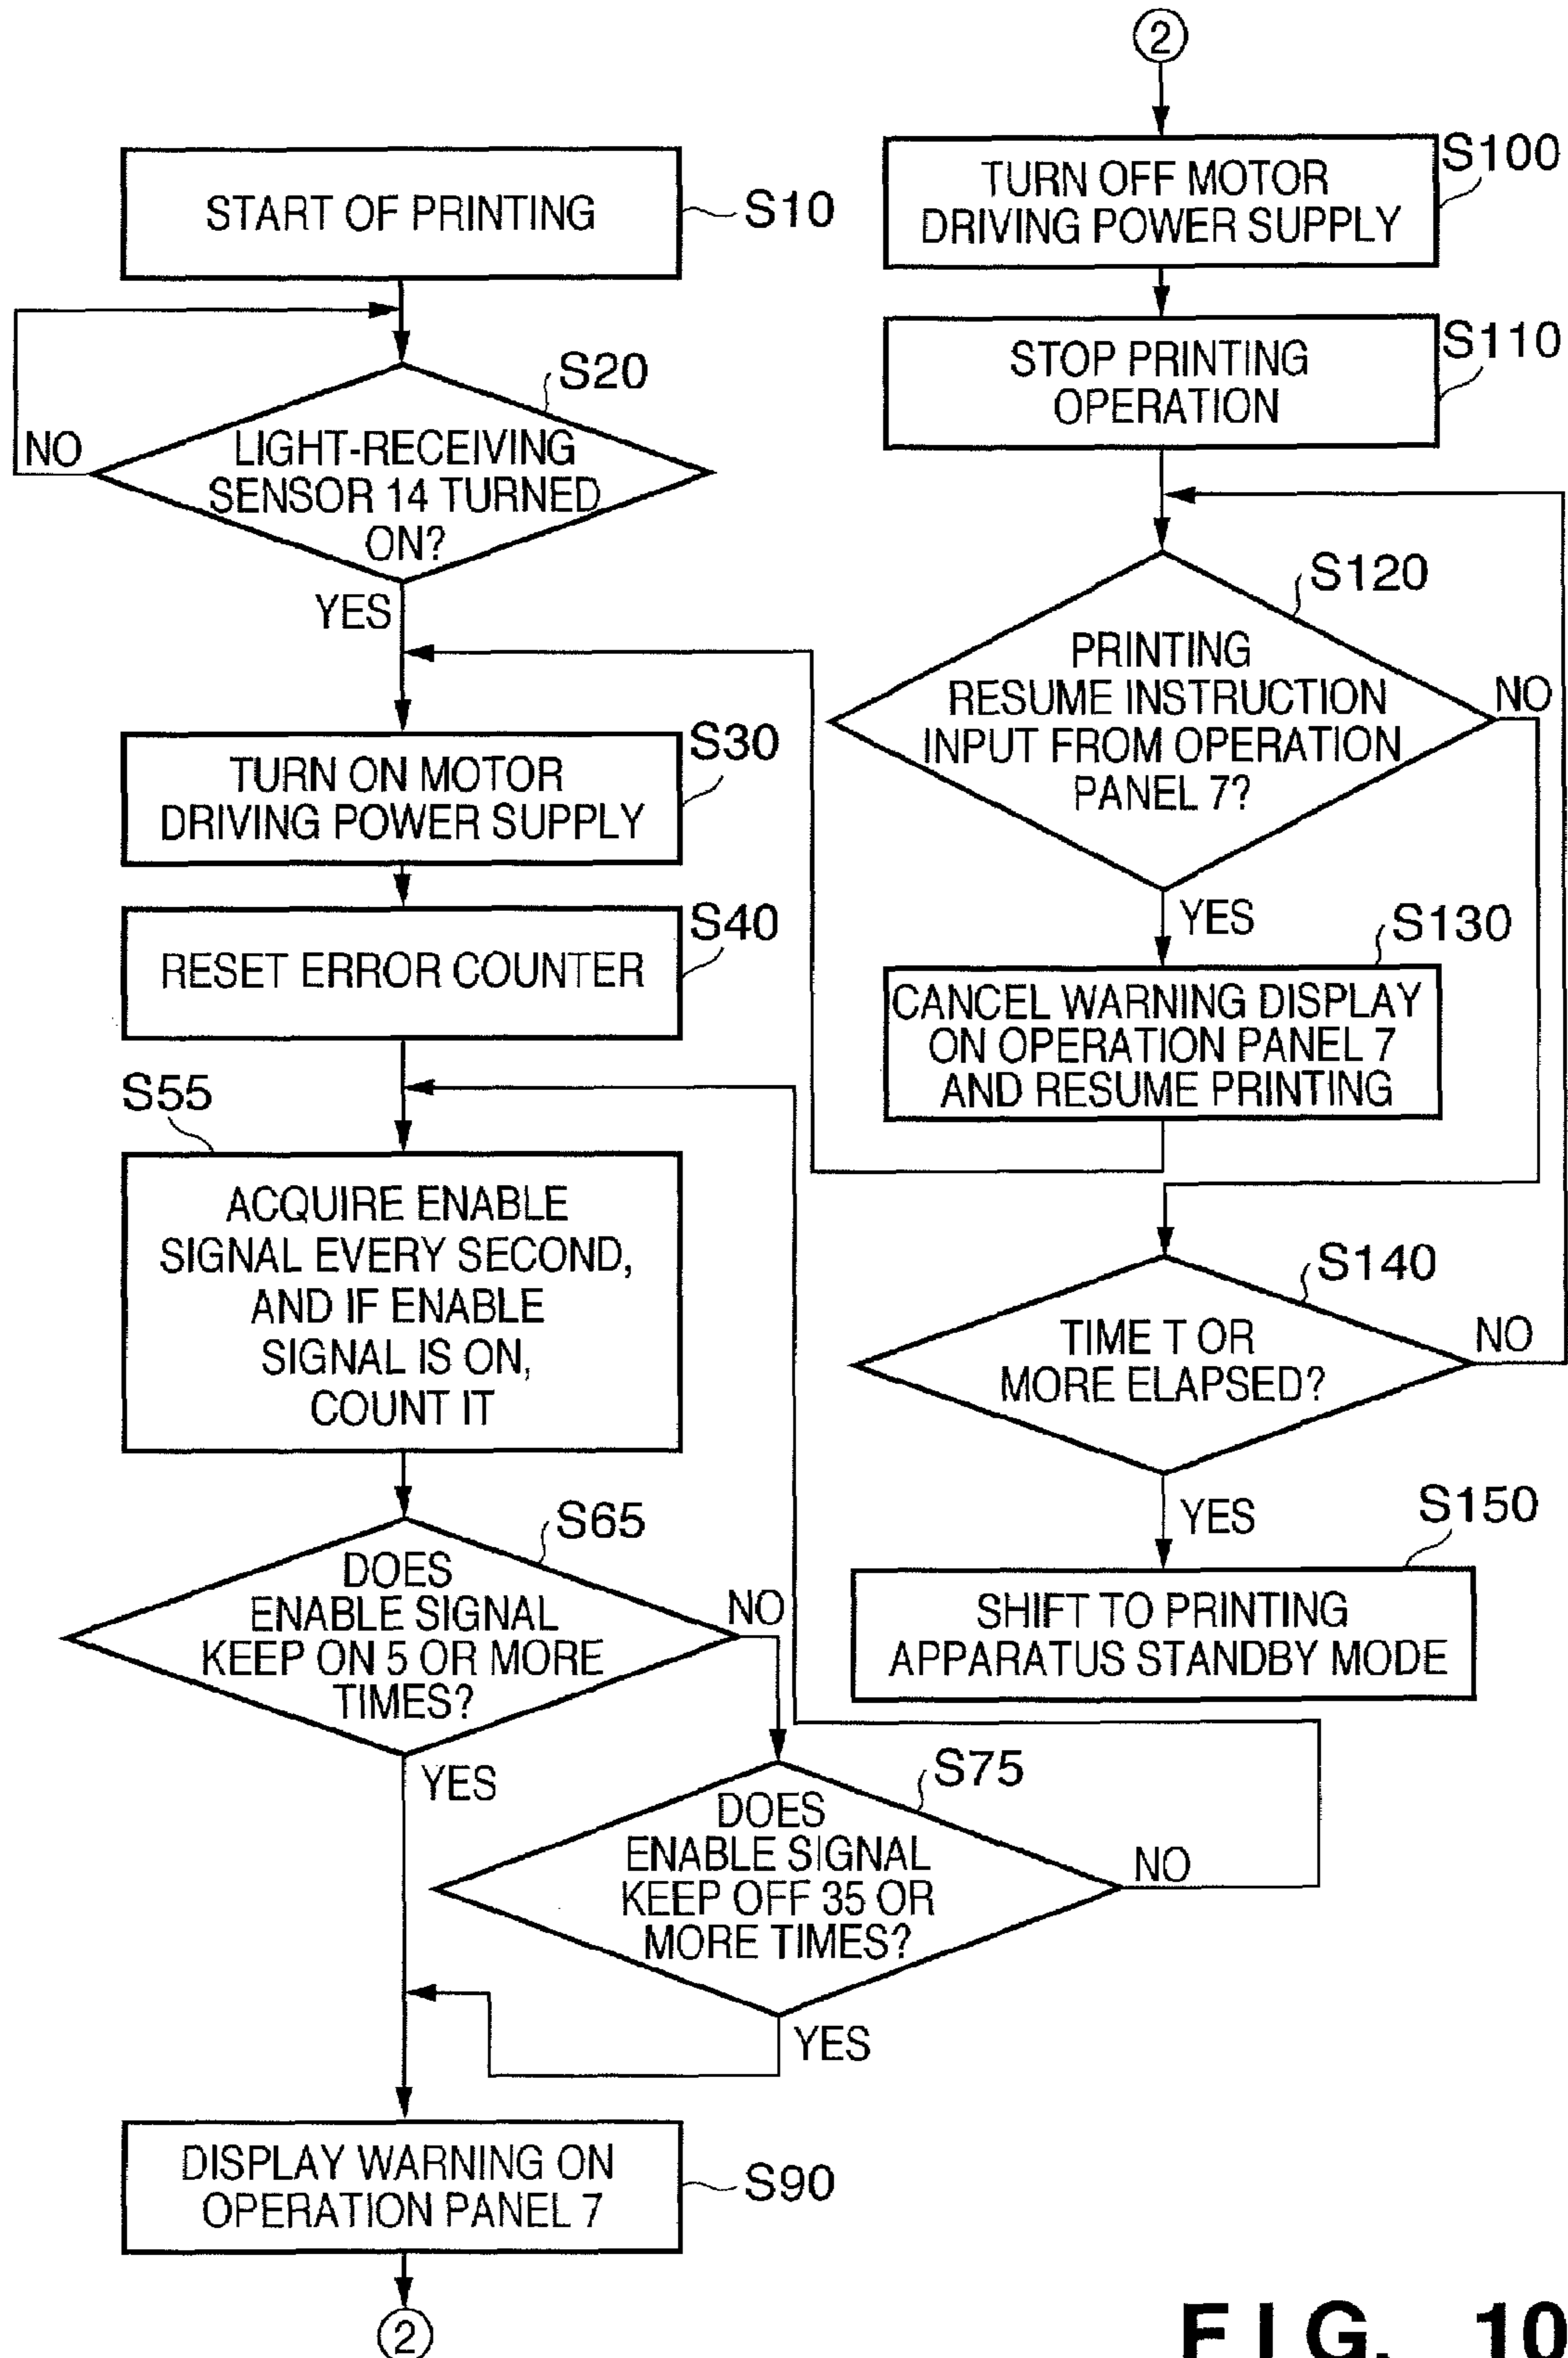 START OF PRINTING
S10
S20
LIGHT-RECEIVING
SENSOR 14 TURNED
ON?
NO
YES
S30
TURN ON MOTOR
DRIVING POWER SUPPLY
S40
RESET ERROR COUNTER
S55
ACQUIRE ENABLE
SIGNAL EVERY SECOND,
AND IF ENABLE
SIGNAL IS ON,
COUNT IT
S65
DOES
ENABLE SIGNAL
KEEP ON 5 OR MORE
TIMES?
NO
YES
S75
DOES
ENABLE SIGNAL
KEEP OFF 35 OR
MORE TIMES?
NO
YES
DISPLAY WARNING ON
OPERATION PANEL 7
S90
2
2
S100
TURN OFF MOTOR
DRIVING POWER SUPPLY
S110
STOP PRINTING
OPERATION
S120
PRINTING
RESUME INSTRUCTION
INPUT FROM OPERATION
PANEL 7?
NO
YES
S130
CANCEL WARNING DISPLAY
ON OPERATION PANEL 7
AND RESUME PRINTING
S140
TIME T OR
MORE ELAPSED?
NO
YES
S150
SHIFT TO PRINTING
APPARATUS STANDBY MODE
FIG. 10